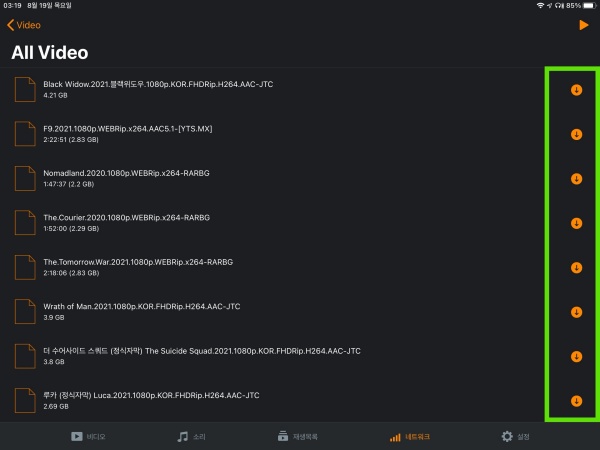 03:19 8월 19일 목요일
85%
Video
All Video
Black Widow.2021.블랙위도우.1080p.KOR.FHDRip.H264.AAC-JTC
4.21 GB
F9.2021.1080p.WEBRip.x264.AAC5.1-[YTS.MX]
2:22:51 (2.83 GB)
Nomadland.2020.1080p.WEBRip.x264-RARBG
1:47:37 (2.2 GB)
The.Courier.2020.1080p.WEBRip.x264-RARBG
1:52:00 (2.29 GB)
The.Tomorrow.War.2021.1080p.WEBRip.x264-RARBG
2:18:06 (2.83 GB)
Wrath of Man.2021.1080p.KOR.FHDRip.H264.AAC-JTC
3.9 GB
더 수어사이드 스쿼드 (정식자막) The Suicide Squad.2021.1080p.KOR.FHDRip.H264.AAC-JTC
3.8 GB
루카 (정식자막) Luca.2021.1080p.KOR.FHDRip.H264.AAC-JTC
2.69 GB
비디오
소리
재생목록
네트워크
설정